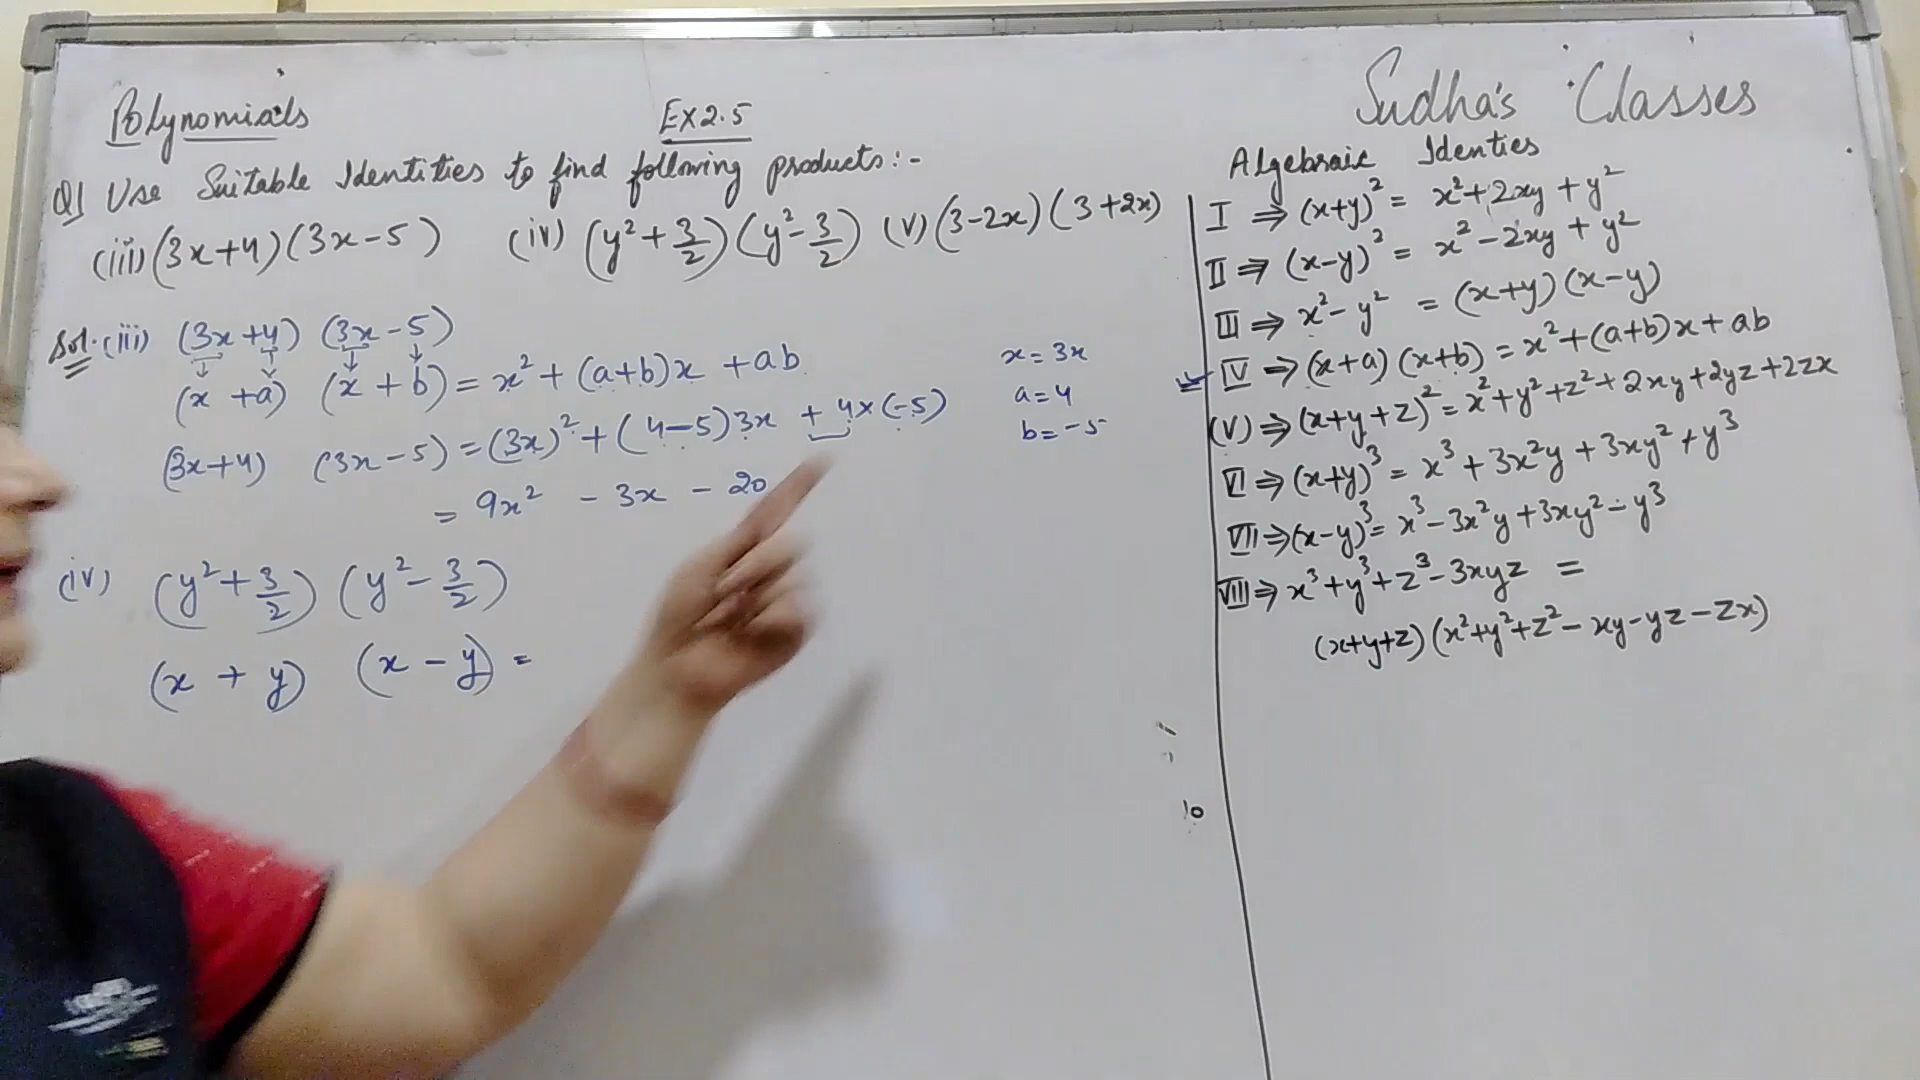 Polynomials
Ex 2.5
Sudha's Classes
Q1 Use Suitable Identities to find following products:-
(iii) (3x+4)(3x-5) (iv) (y²+3/2)(y²-3/2) (v) (3-2x)(3+2x)
Sol. (iii) (3x+4) (3x-5)
(x+a) (x+b) = x²+(a+b)x+ab
(3x+4) (3x-5) = (3x)²+(4-5)3x + 4x(-5)
= 9x² - 3x - 20
x = 3x
a = 4
b = -5
(iv) (y²+3/2) (y²-3/2)
(x + y) (x - y) =
Algebraic Identies
I ⇒ (x+y)² = x²+2xy+y²
II ⇒ (x-y)² = x²-2xy+y²
III ⇒ x²-y² = (x+y)(x-y)
IV ⇒ (x+a)(x+b) = x²+(a+b)x+ab
(V) ⇒ (x+y+z)² = x²+y²+z²+2xy+2yz+2zx
VI ⇒ (x+y)³ = x³+3x²y+3xy²+y³
VII ⇒ (x-y)³ = x³-3x²y+3xy²-y³
VIII ⇒ x³+y³+z³-3xyz =
(x+y+z)(x²+y²+z²-xy-yz-zx)